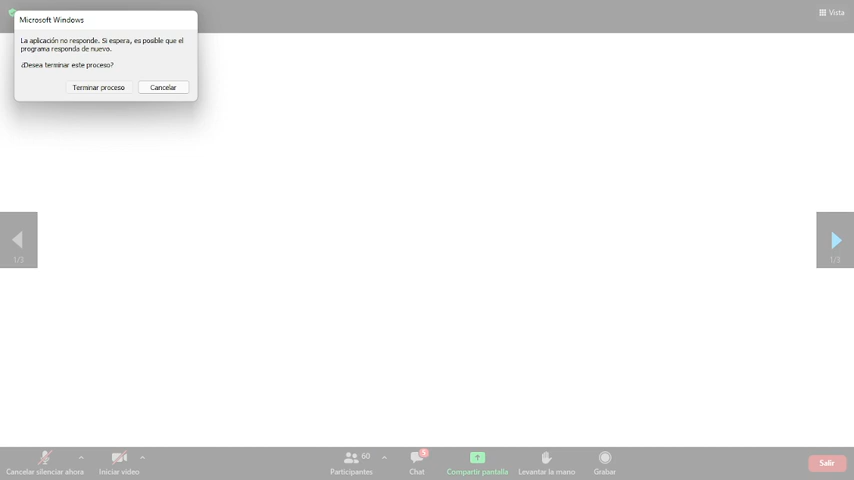 Microsoft Windows
Vista
La aplicación no responde. Si espera, es posible que el
programa responda de nuevo.
¿Desea terminar este proceso?
Terminar proceso
Cancelar
1/3
1/3
60
5
Cancelar silenciar ahora
Iniciar video
Participantes
Chat
Compartir pantalla
Levantar la mano
Grabar
Salir